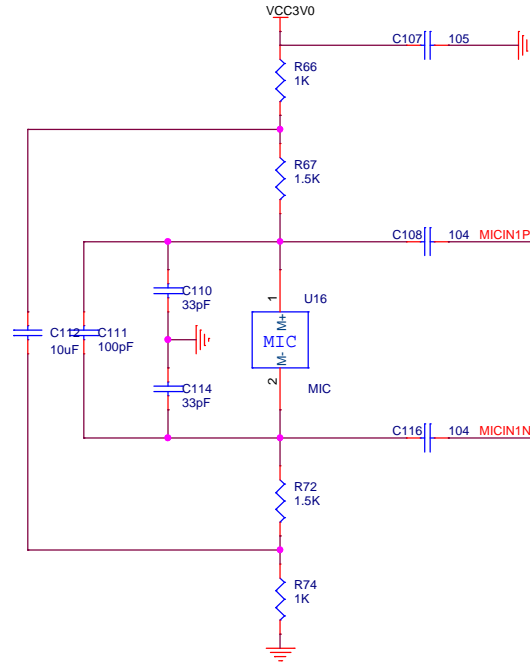 VCC3V0
C107 105
R66
1K
R67
1.5K
C108 104 MICIN1P
C110
33pF
1
U16
M+
MIC
M-
2
MIC
C112
10uF
C111
100pF
C114
33pF
C116 104 MICIN1N
R72
1.5K
R74
1K